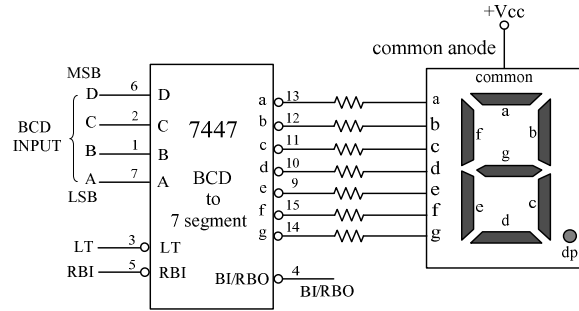 +Vcc
common anode
MSB
D 6 D
C 2 C
BCD
INPUT
B 1 B
A 7 A
LSB
LT 3 LT
RBI 5 RBI
7447
BCD
to
7 segment
a 13
b 12
c 11
d 10
e 9
f 15
g 14
BI/RBO 4
BI/RBO
common
a
b
c
d
e
f
g
a
f b
g
e c
d
dp